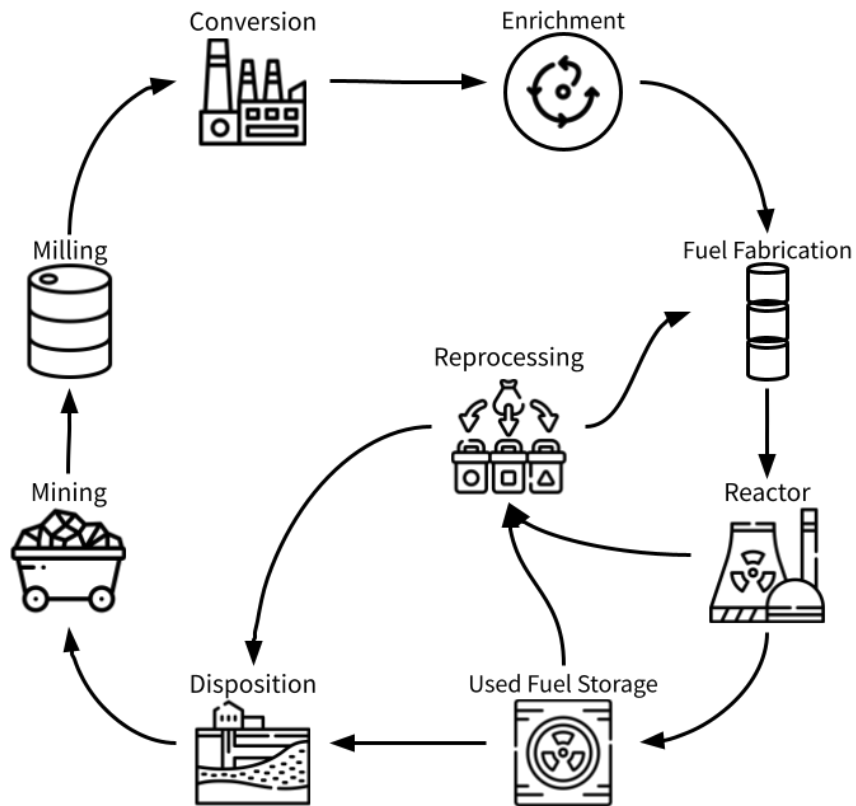 Conversion
Enrichment
Milling
Fuel Fabrication
Reprocessing
Mining
Reactor
Disposition
Used Fuel Storage